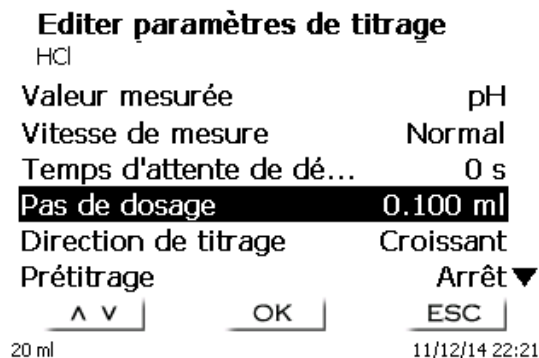 Editer paramètres de titrage
HCl
Valeur mesurée pH
Vitesse de mesure Normal
Temps d'attente de dé... 0 s
Pas de dosage 0.100 ml
Direction de titrage Croissant
Prétitrage Arrêt▼
∧ ∨ OK ESC
20 ml 11/12/14 22:21